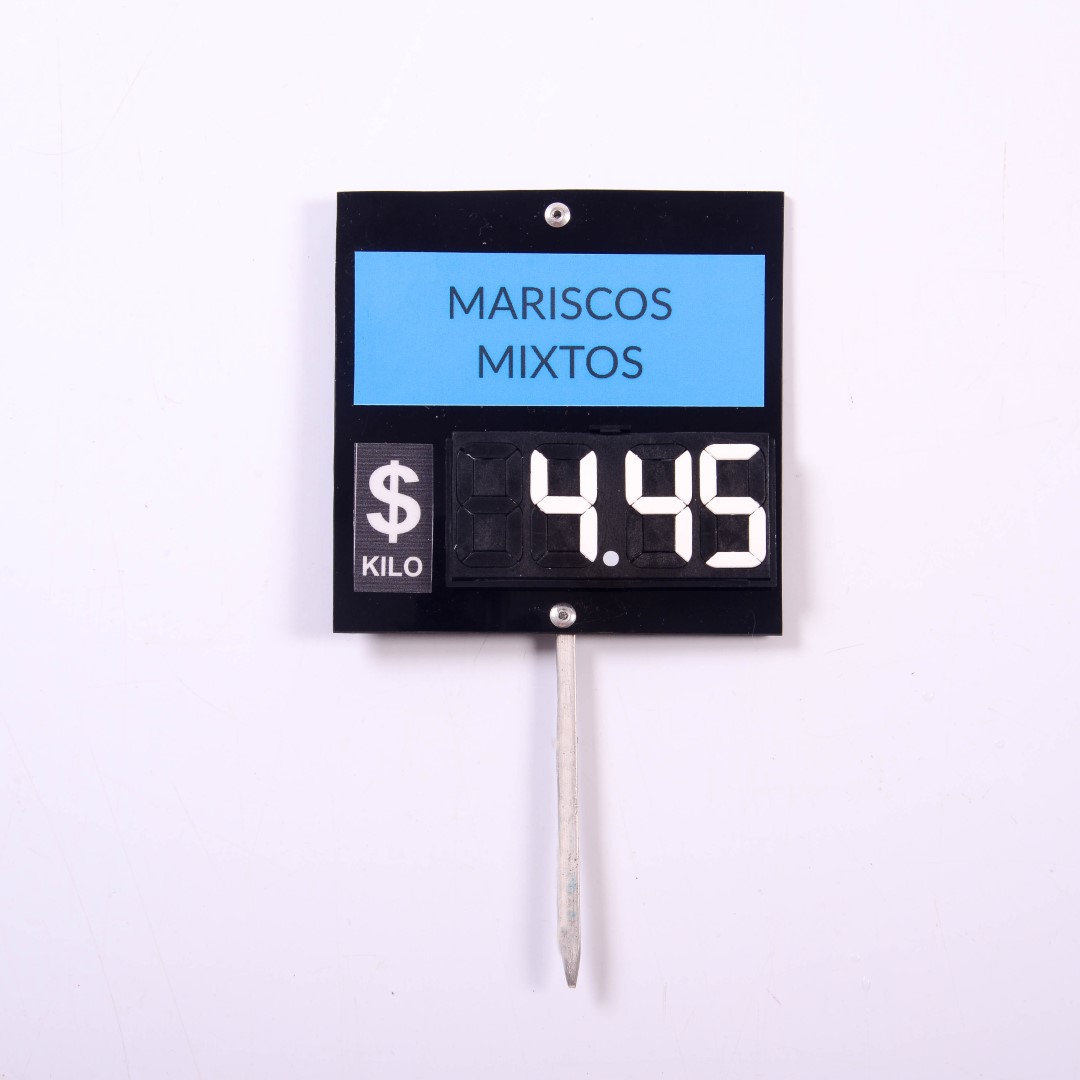 MARISCOS
MIXTOS
$ 4.45
KILO